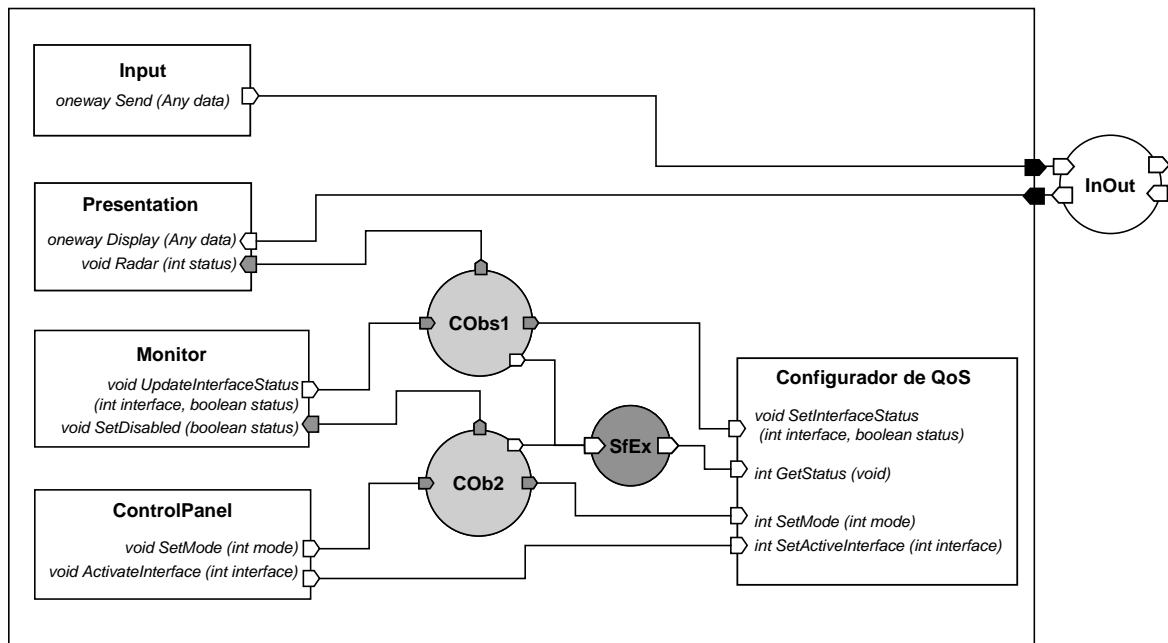 Input
oneway Send (Any data)
Presentation
oneway Display (Any data)
void Radar (int status)
Monitor
void UpdateInterfaceStatus
(int interface, boolean status)
void SetDisabled (boolean status)
ControlPanel
void SetMode (int mode)
void ActivateInterface (int interface)
CObs1
COb2
SfEx
Configurador de QoS
void SetInterfaceStatus
(int interface, boolean status)
int GetStatus (void)
int SetMode (int mode)
int SetActiveInterface (int interface)
InOut